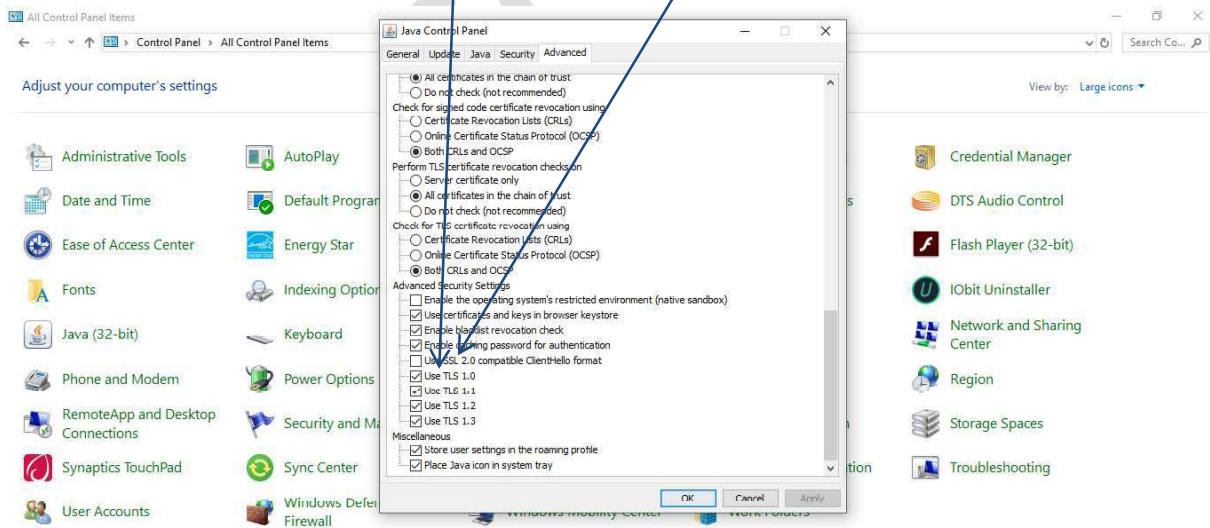 All Control Panel Items
Control Panel > All Control Panel Items
Search Co...
Adjust your computer's settings
View by: Large icons
Administrative Tools
AutoPlay
Credential Manager
Date and Time
Default Progra
DTS Audio Control
Ease of Access Center
Energy Star
Flash Player (32-bit)
Fonts
Indexing Option
IObit Uninstaller
Java (32-bit)
Keyboard
Network and Sharing
Center
Phone and Modem
Power Options
Region
RemoteApp and Desktop
Connections
Security and Ma
Storage Spaces
Synaptics TouchPad
Sync Center
Troubleshooting
User Accounts
Windows Defe
Firewall
Windows Mobility Center
Work Folders
Java Control Panel
General Update Java Security Advanced
All certificates in the chain of trust
Do not check (not recommended)
Check for signed code certificate revocation using
Certificate Revocation Lists (CRLs)
Online Certificate Status Protocol (OCSP)
Both CRLs and OCSP
Perform TLS certificate revocation checks on
Server certificate only
All certificates in the chain of trust
Do not check (not recommended)
Check for TLS certificate revocation using
Certificate Revocation Lists (CRLs)
Online Certificate Status Protocol (OCSP)
Both CRLs and OCSP
Advanced Security Settings
Enable the operating system's restricted environment (native sandbox)
Use certificates and keys in browser keystore
Enable blacklist revocation check
Enable caching password for authentication
Use SSL 2.0 compatible ClientHello format
Use TLS 1.0
Use TLS 1.1
Use TLS 1.2
Use TLS 1.3
Miscellaneous
Store user settings in the roaming profile
Place Java icon in system tray
OK Cancel Apply